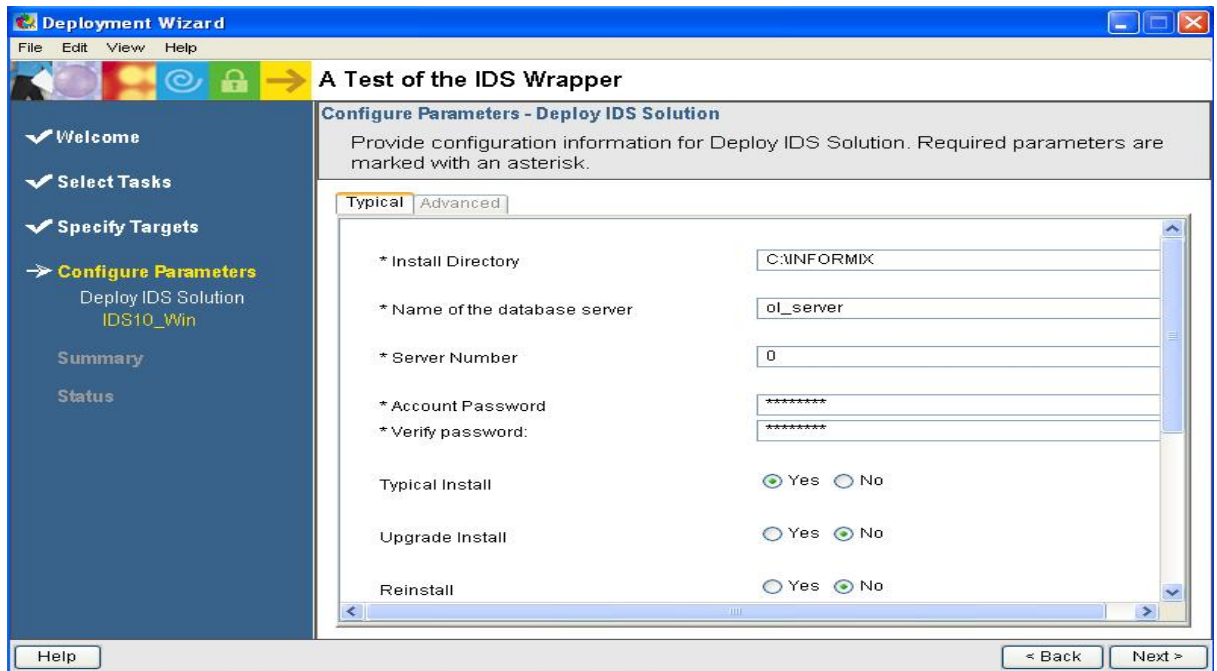 Deployment Wizard
File Edit View Help
A Test of the IDS Wrapper
Welcome
Select Tasks
Specify Targets
Configure Parameters
Deploy IDS Solution
IDS10_Win
Summary
Status
Configure Parameters - Deploy IDS Solution
Provide configuration information for Deploy IDS Solution. Required parameters are
marked with an asterisk.
Typical Advanced
* Install Directory C:\INFORMIX
* Name of the database server ol_server
* Server Number 0
* Account Password ********
* Verify password: ********
Typical Install Yes No
Upgrade Install Yes No
Reinstall Yes No
Help < Back Next >